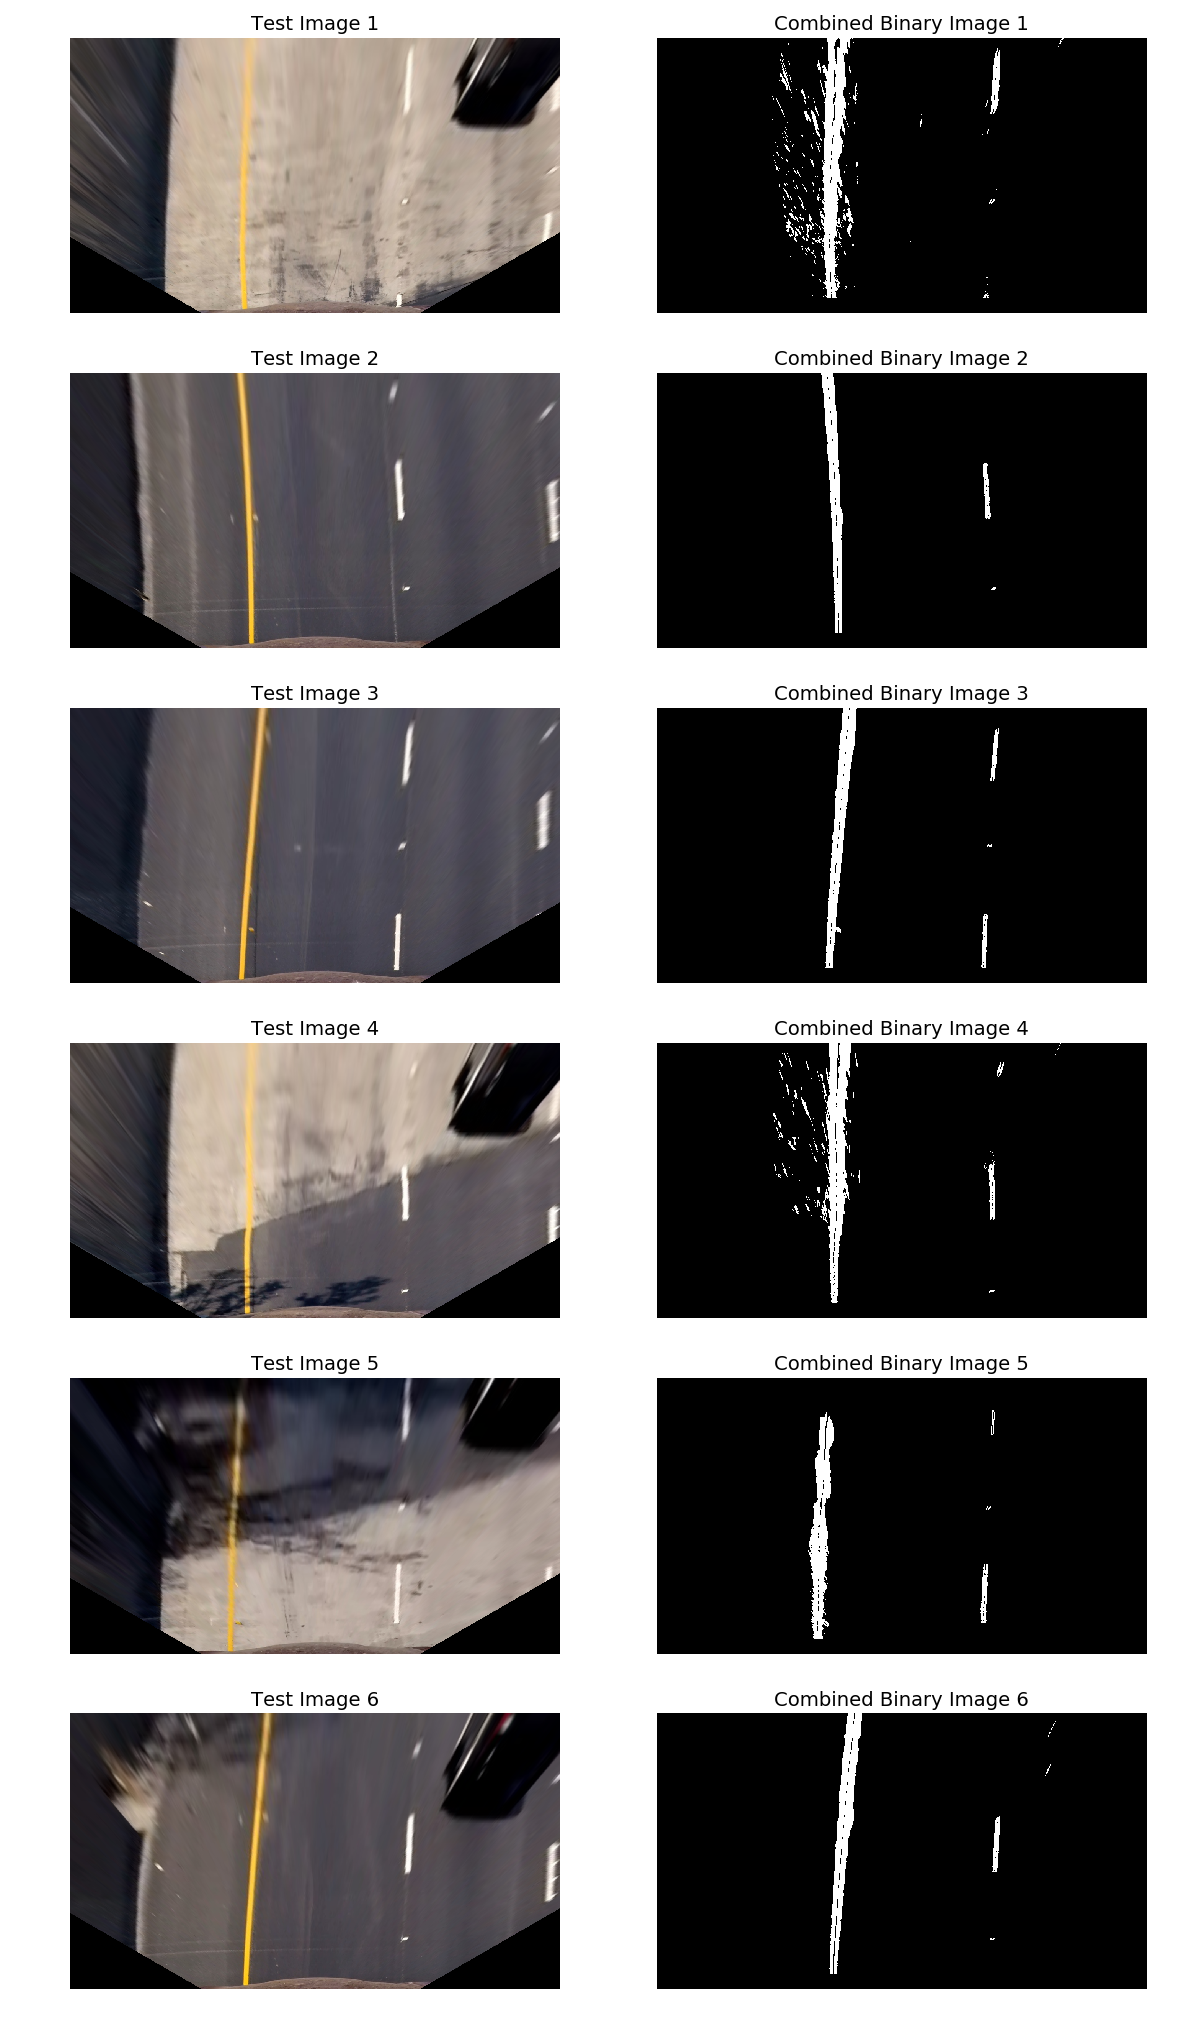 Test Image 1
Combined Binary Image 1
Test Image 2
Combined Binary Image 2
Test Image 3
Combined Binary Image 3
Test Image 4
Combined Binary Image 4
Test Image 5
Combined Binary Image 5
Test Image 6
Combined Binary Image 6